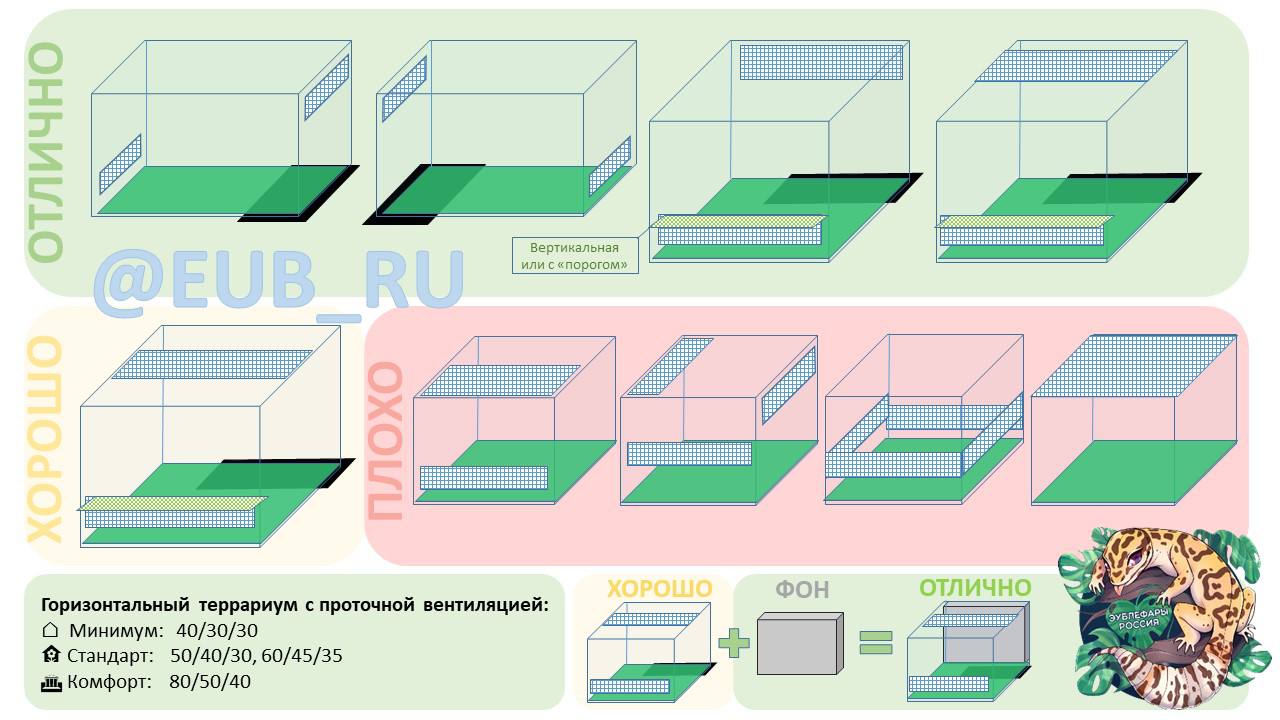 ОТЛИЧНО
Вертикальная
или с «порогом»
@EUB_RU
ХОРОШО
ПЛОХО
Горизонтальный террариум с проточной вентиляцией:
Минимум: 40/30/30
Стандарт: 50/40/30, 60/45/35
Комфорт: 80/50/40
ХОРОШО
ФОН
ОТЛИЧНО
ЭУБЛЕФАРЫ
РОССИЯ